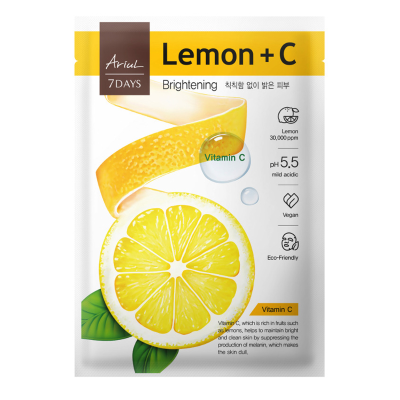 Ariul
7DAYS
Lemon + C
Brightening 칙칙함 없이 밝은 피부
Vitamin C
Lemon
30,000ppm
pH 5.5
mild acidic
Vegan
Eco-Friendly
Vitamin C
Vitamin C, which is rich in fruits such
as lemons, helps to maintain bright
and clean skin by suppressing the
production of melanin, which makes
the skin dull.